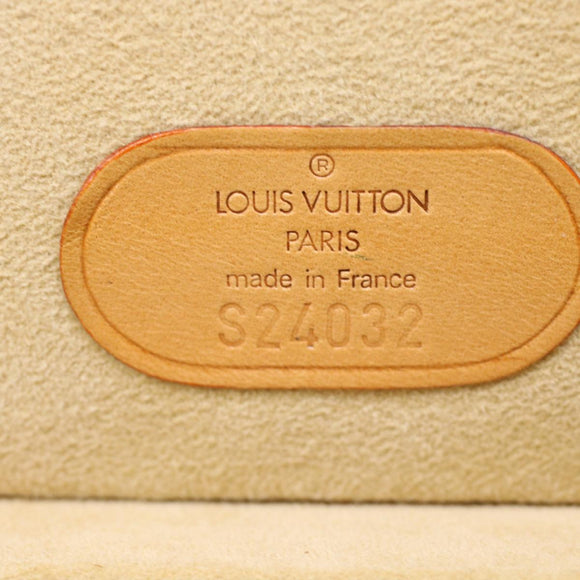 ®
LOUIS VUITTON
PARIS
made in France
S24032